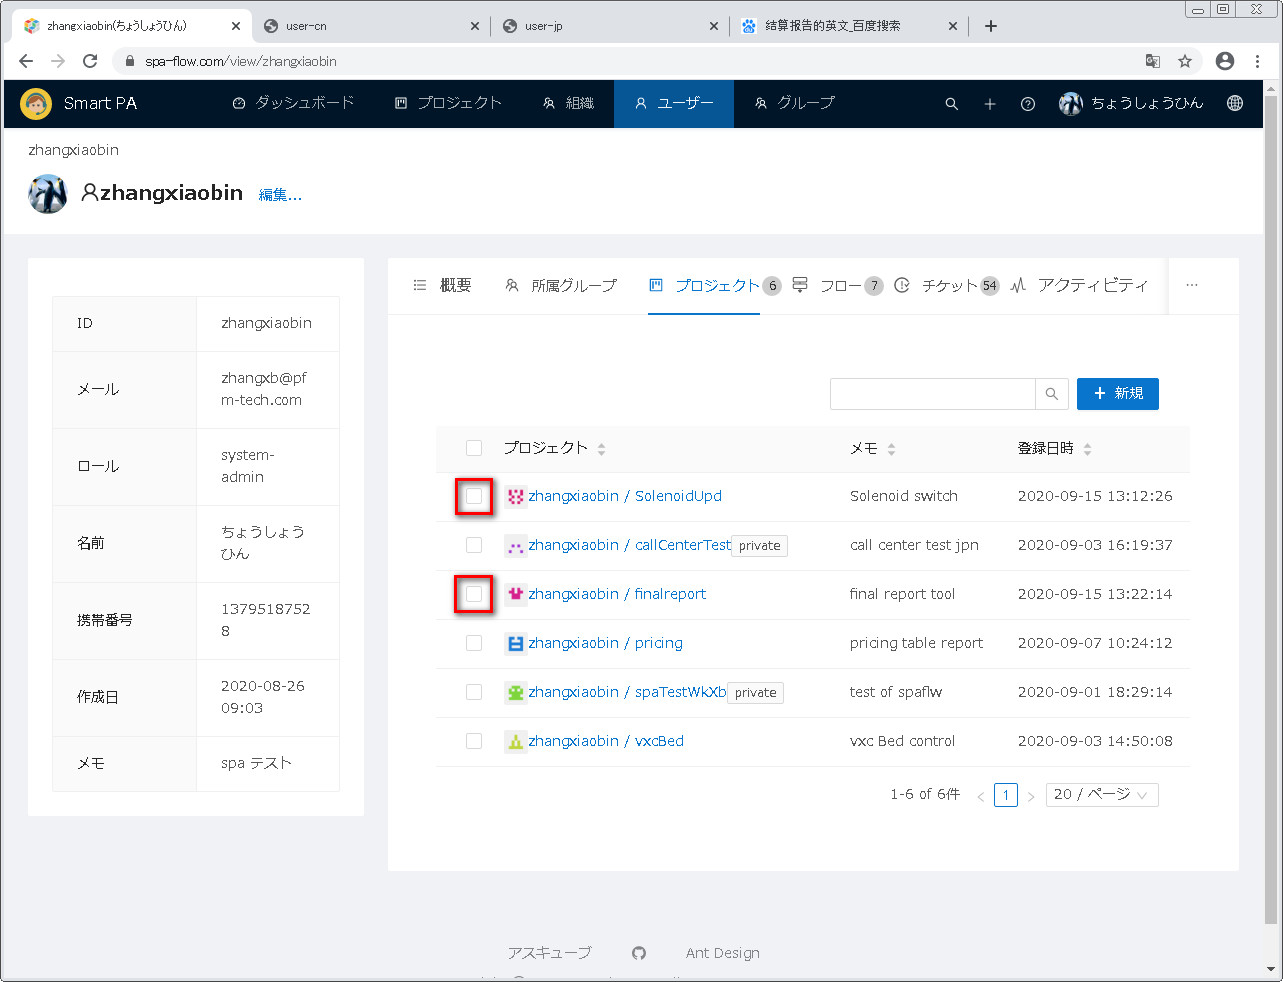 zhangxiaobin(ちょうしょうひん)
user-cn
user-jp
结算报告的英文_百度搜索
spa-flow.com/view/zhangxiaobin
Smart PA
ダッシュボード
プロジェクト
組織
ユーザー
グループ
ちょうしょうひん
zhangxiaobin
zhangxiaobin 編集...
ID zhangxiaobin
メール zhangxb@pf
m-tech.com
ロール system-
admin
名前 ちょうしょう
ひん
携帯番号 1379518752
8
作成日 2020-08-26
09:03
メモ spa テスト
概要 所属グループ プロジェクト 6 フロー 7 チケット 54 アクティビティ ...
+ 新規
プロジェクト メモ 登録日時
zhangxiaobin / SolenoidUpd Solenoid switch 2020-09-15 13:12:26
zhangxiaobin / callCenterTest private call center test jpn 2020-09-03 16:19:37
zhangxiaobin / finalreport final report tool 2020-09-15 13:22:14
zhangxiaobin / pricing pricing table report 2020-09-07 10:24:12
zhangxiaobin / spaTestWkXb private test of spaflw 2020-09-01 18:29:14
zhangxiaobin / vxcBed vxc Bed control 2020-09-03 14:50:08
1-6 of 6件 < 1 > 20 / ページ
アスキューブ Ant Design